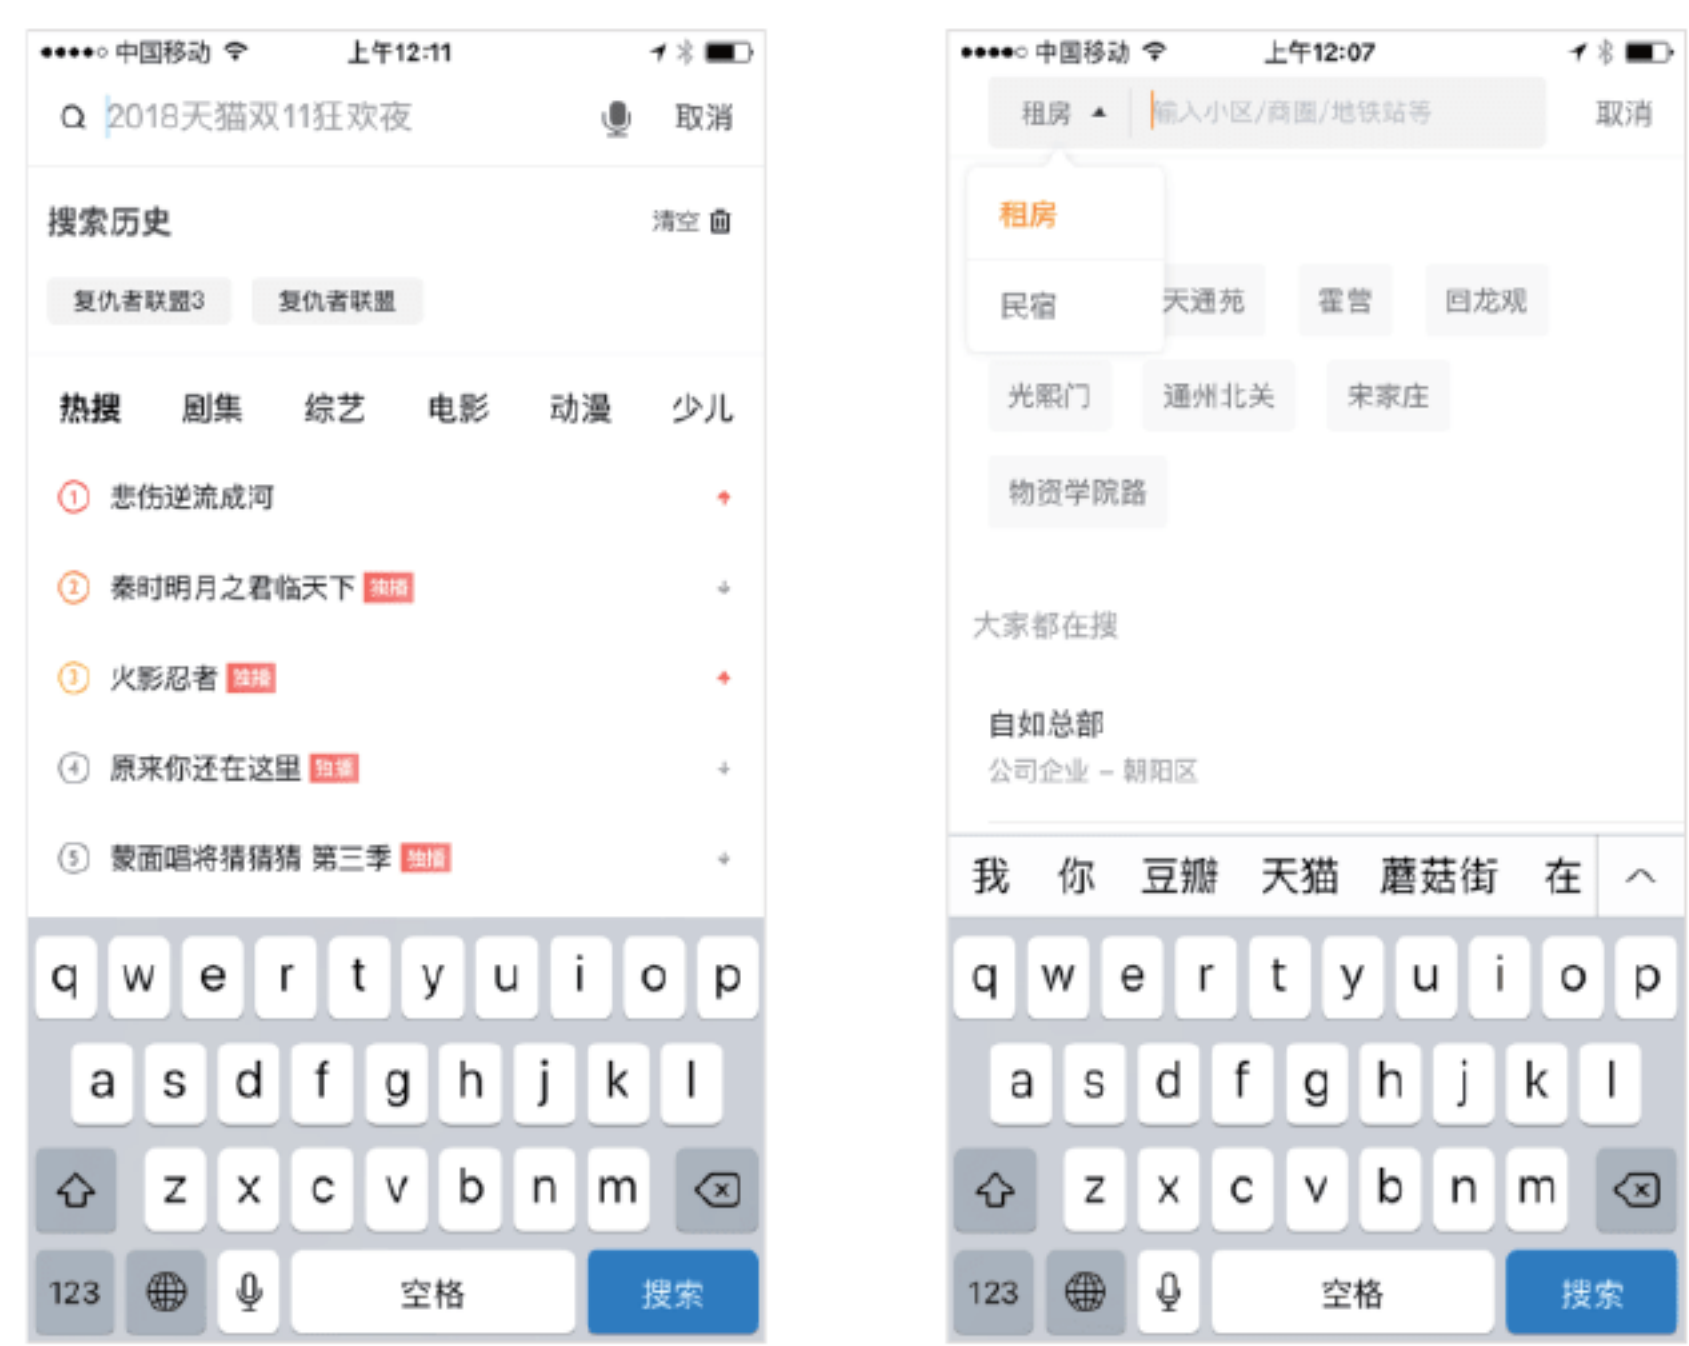 中国移动 上午12:11
2018天猫双11狂欢夜 取消
搜索历史 清空
复仇者联盟3 复仇者联盟
热搜 剧集 综艺 电影 动漫 少儿
1 悲伤逆流成河
2 秦时明月之君临天下 独播
3 火影忍者 独播
4 原来你还在这里 独播
5 蒙面唱将猜猜猜 第三季 独播
q w e r t y u i o p
a s d f g h j k l
z x c v b n m
123 空格 搜索
中国移动 上午12:07
租房 输入小区/商圈/地铁站等 取消
租房
民宿
天通苑 霍营 回龙观
光熙门 通州北关 宋家庄
物资学院路
大家都在搜
自如总部
公司企业 – 朝阳区
我 你 豆瓣 天猫 蘑菇街 在
q w e r t y u i o p
a s d f g h j k l
z x c v b n m
123 空格 搜索